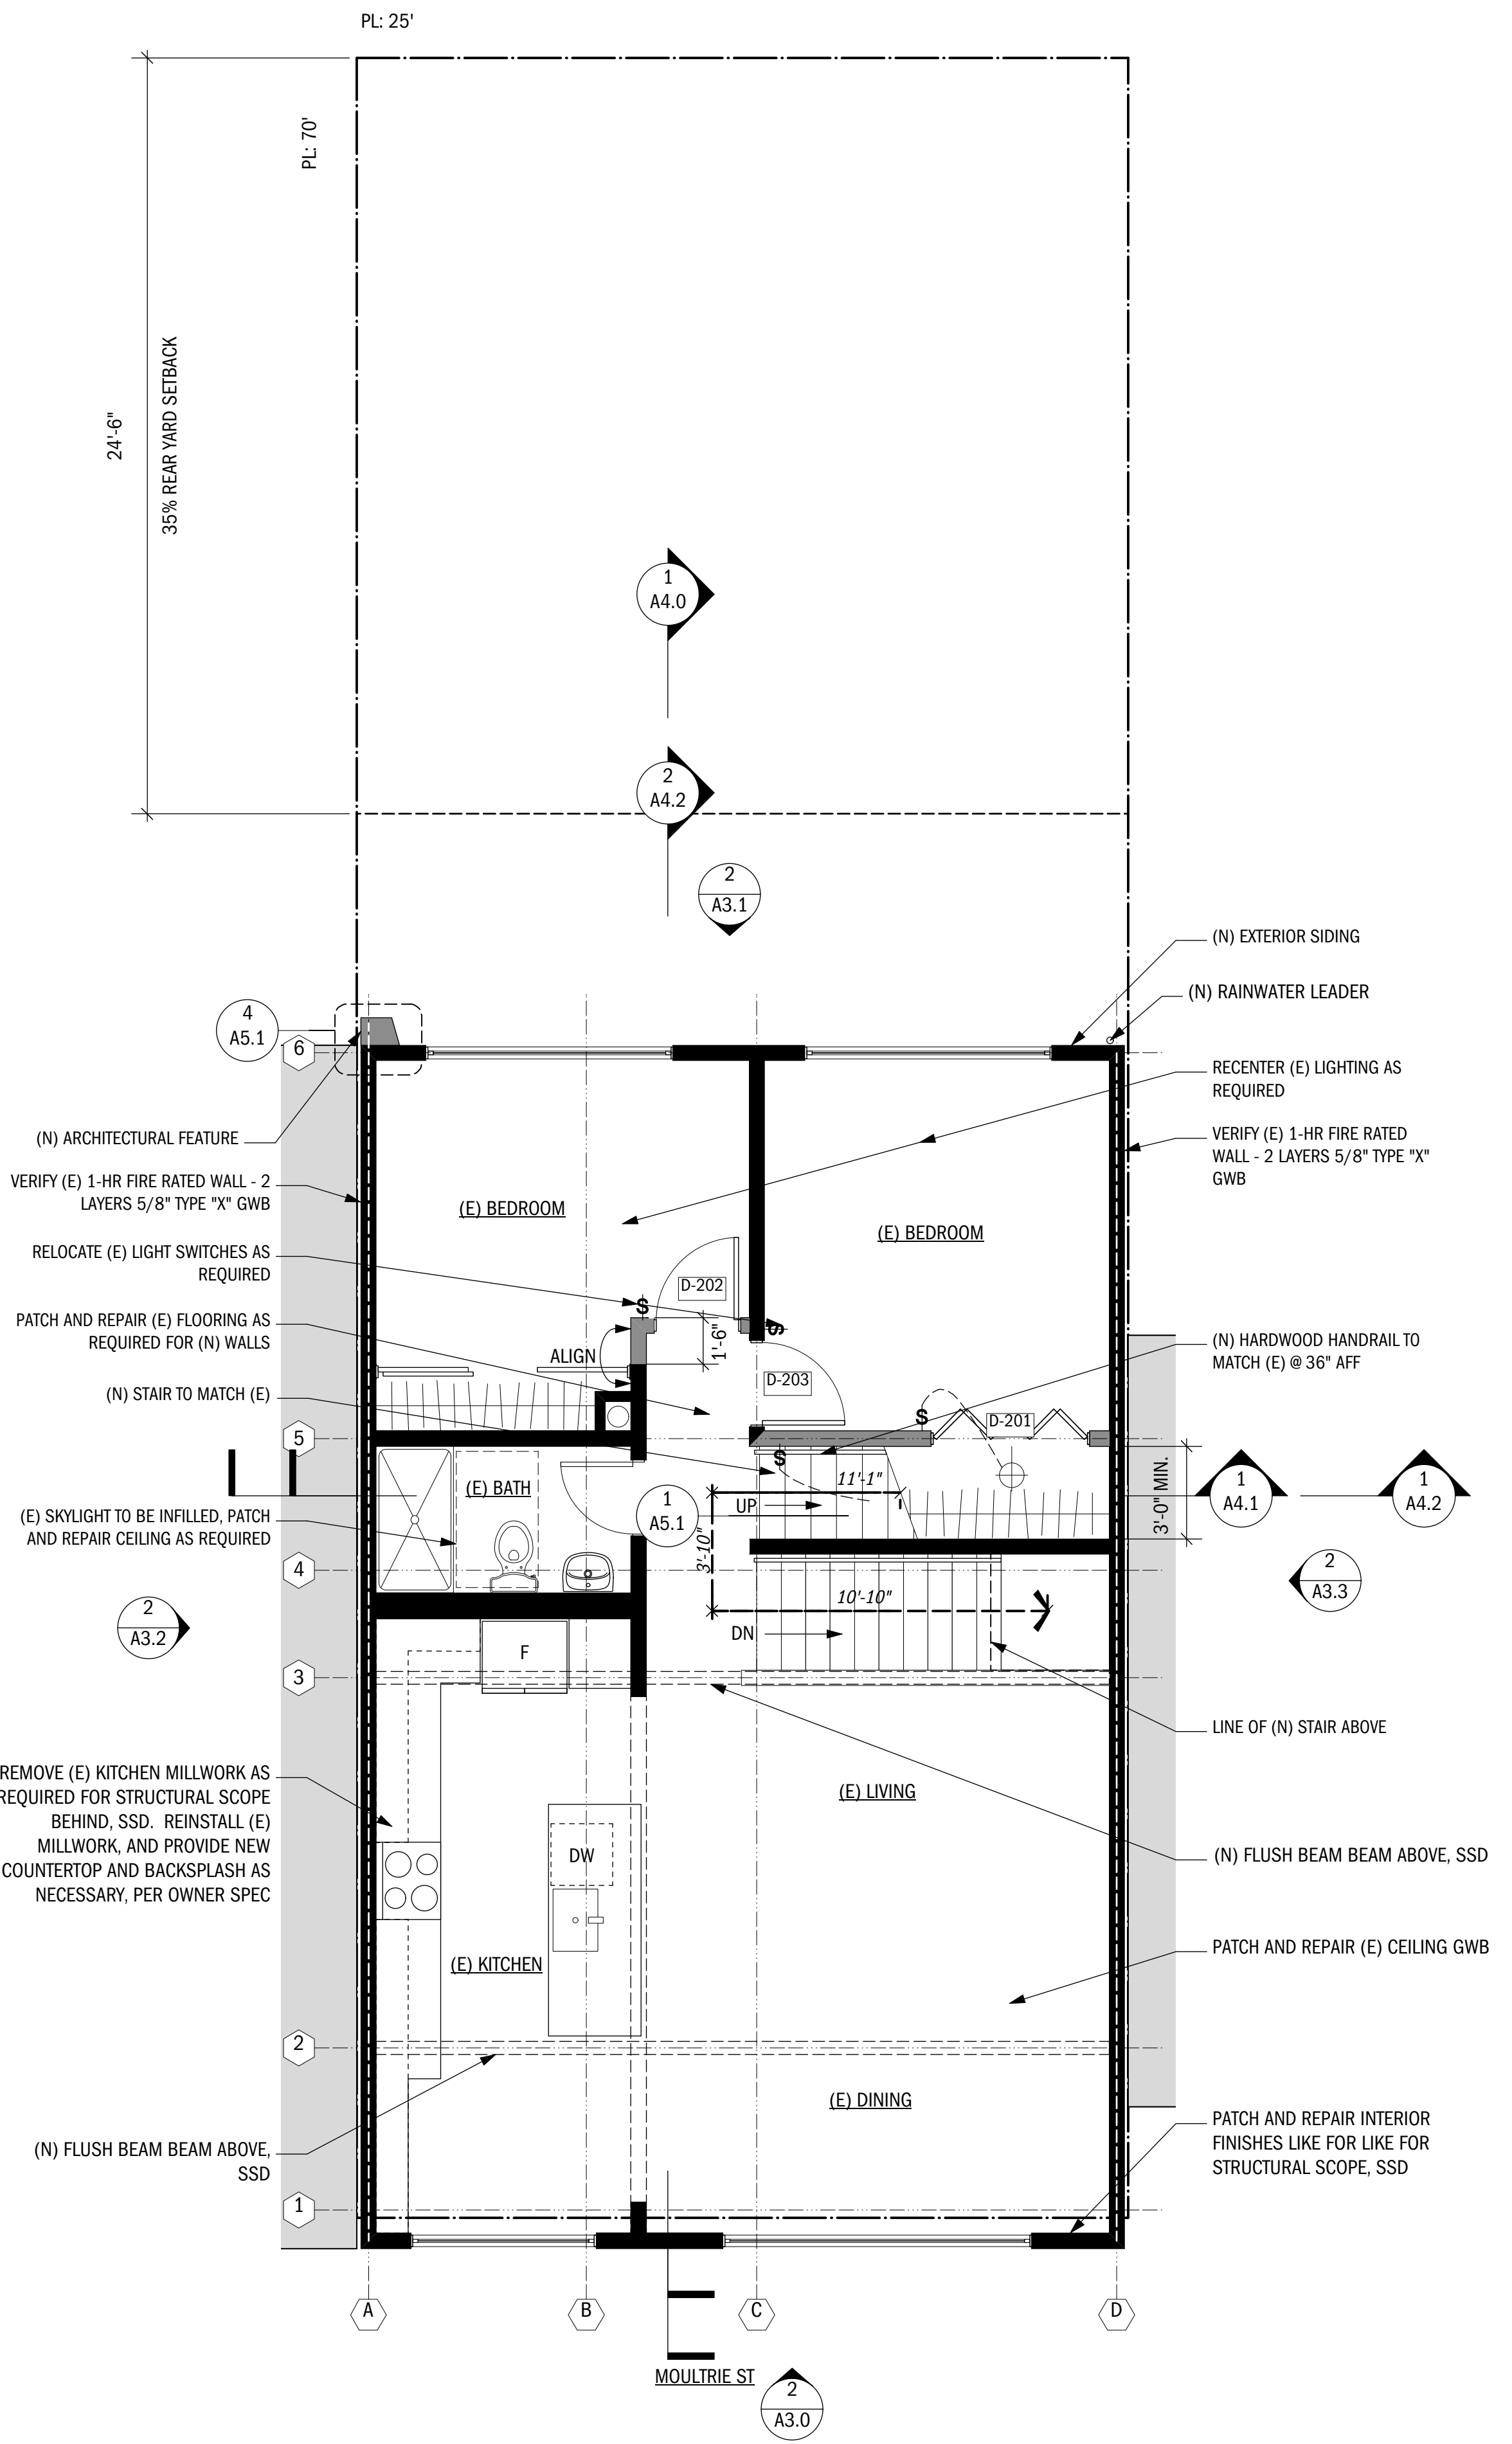 PL: 25'
PL: 70'
24'-6"
35% REAR YARD SETBACK
1
A4.0
2
A4.2
2
A3.1
(N) EXTERIOR SIDING
(N) RAINWATER LEADER
4
A5.1
6
RECENTER (E) LIGHTING AS
REQUIRED
(N) ARCHITECTURAL FEATURE
VERIFY (E) 1-HR FIRE RATED
WALL - 2 LAYERS 5/8" TYPE "X"
GWB
VERIFY (E) 1-HR FIRE RATED WALL - 2
LAYERS 5/8" TYPE "X" GWB
(E) BEDROOM
(E) BEDROOM
RELOCATE (E) LIGHT SWITCHES AS
REQUIRED
D-202
$
$
PATCH AND REPAIR (E) FLOORING AS
REQUIRED FOR (N) WALLS
1'-6"
ALIGN
(N) HARDWOOD HANDRAIL TO
MATCH (E) @ 36" AFF
D-203
(N) STAIR TO MATCH (E)
$
D-201
5
$
11'-1"
(E) BATH
UP
1
A5.1
3'-0" MIN.
1
A4.1
1
A4.2
(E) SKYLIGHT TO BE INFILLED, PATCH
AND REPAIR CEILING AS REQUIRED
3'-10"
4
2
A3.3
10'-10"
2
A3.2
DN
F
3
LINE OF (N) STAIR ABOVE
REMOVE (E) KITCHEN MILLWORK AS
REQUIRED FOR STRUCTURAL SCOPE
BEHIND, SSD. REINSTALL (E)
MILLWORK, AND PROVIDE NEW
COUNTERTOP AND BACKSPLASH AS
NECESSARY, PER OWNER SPEC
(E) LIVING
DW
(N) FLUSH BEAM BEAM ABOVE, SSD
PATCH AND REPAIR (E) CEILING GWB
(E) KITCHEN
2
(E) DINING
(N) FLUSH BEAM BEAM ABOVE,
SSD
PATCH AND REPAIR INTERIOR
FINISHES LIKE FOR LIKE FOR
STRUCTURAL SCOPE, SSD
1
A
B
C
D
MOULTRIE ST
2
A3.0